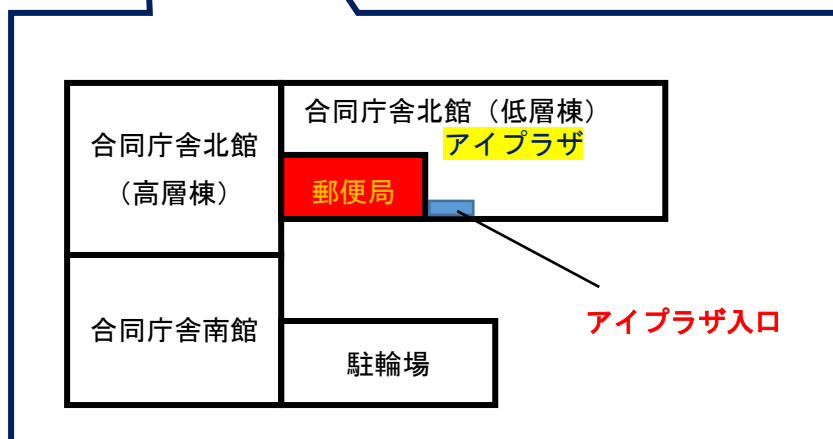 合同庁舎北館（低層棟）
アイプラザ
合同庁舎北館
（高層棟）
郵便局
アイプラザ入口
合同庁舎南館
駐輪場